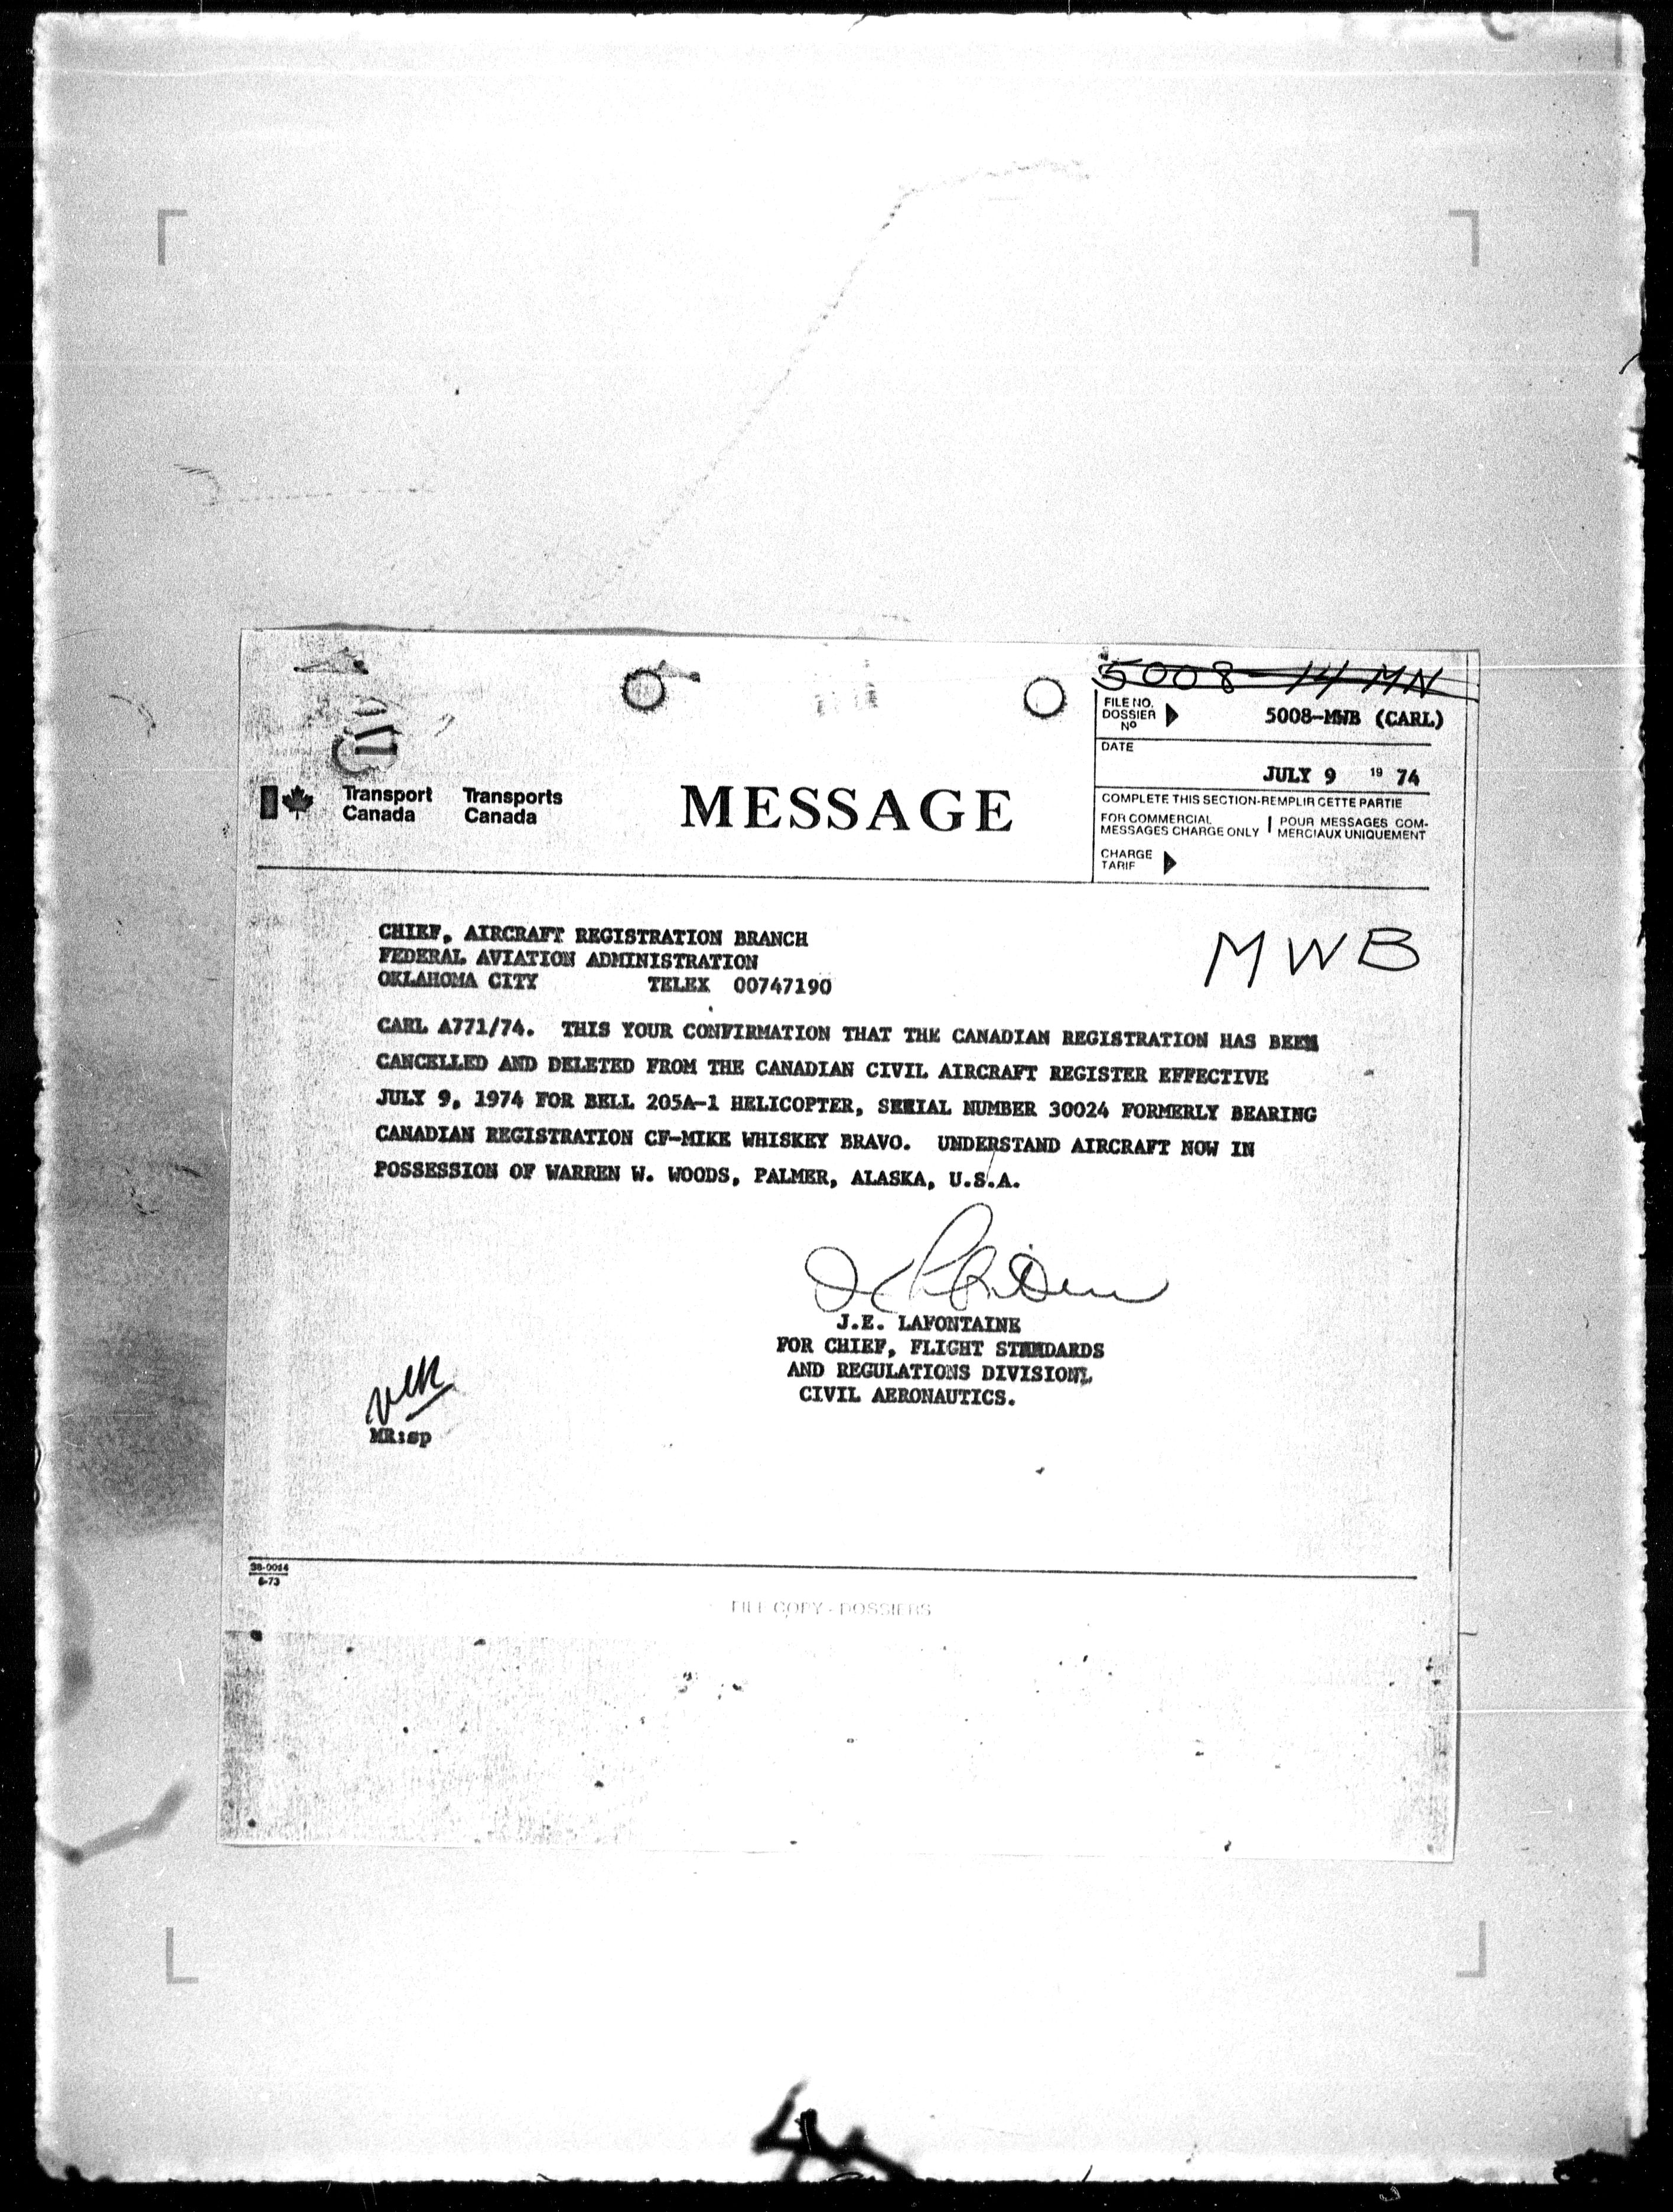 5008-14 MN
FILE NO.
DOSSIER
Nº
5008-MWB (CARL)
DATE
JULY 9 19 74
Transport
Canada
Transports
Canada
MESSAGE
COMPLETE THIS SECTION-REMPLIR CETTE PARTIE
FOR COMMERCIAL
MESSAGES CHARGE ONLY
POUR MESSAGES COM-
MERCIAUX UNIQUEMENT
CHARGE
TARIF
MWB
CHIEF, AIRCRAFT REGISTRATION BRANCH
FEDERAL AVIATION ADMINISTRATION
OKLAHOMA CITY TELEX 00747190
CARL A771/74. THIS YOUR CONFIRMATION THAT THE CANADIAN REGISTRATION HAS BEEN
CANCELLED AND DELETED FROM THE CANADIAN CIVIL AIRCRAFT REGISTER EFFECTIVE
JULY 9, 1974 FOR BELL 205A-1 HELICOPTER, SERIAL NUMBER 30024 FORMERLY BEARING
CANADIAN REGISTRATION CF-MIKE WHISKEY BRAVO. UNDERSTAND AIRCRAFT NOW IN
POSSESSION OF WARREN W. WOODS, PALMER, ALASKA, U.S.A.
J.E. LAFONTAINE
FOR CHIEF, FLIGHT STANDARDS
AND REGULATIONS DIVISION,
CIVIL AERONAUTICS.
MR:sp
38-0014
6-73
FILE COPY - DOSSIERS